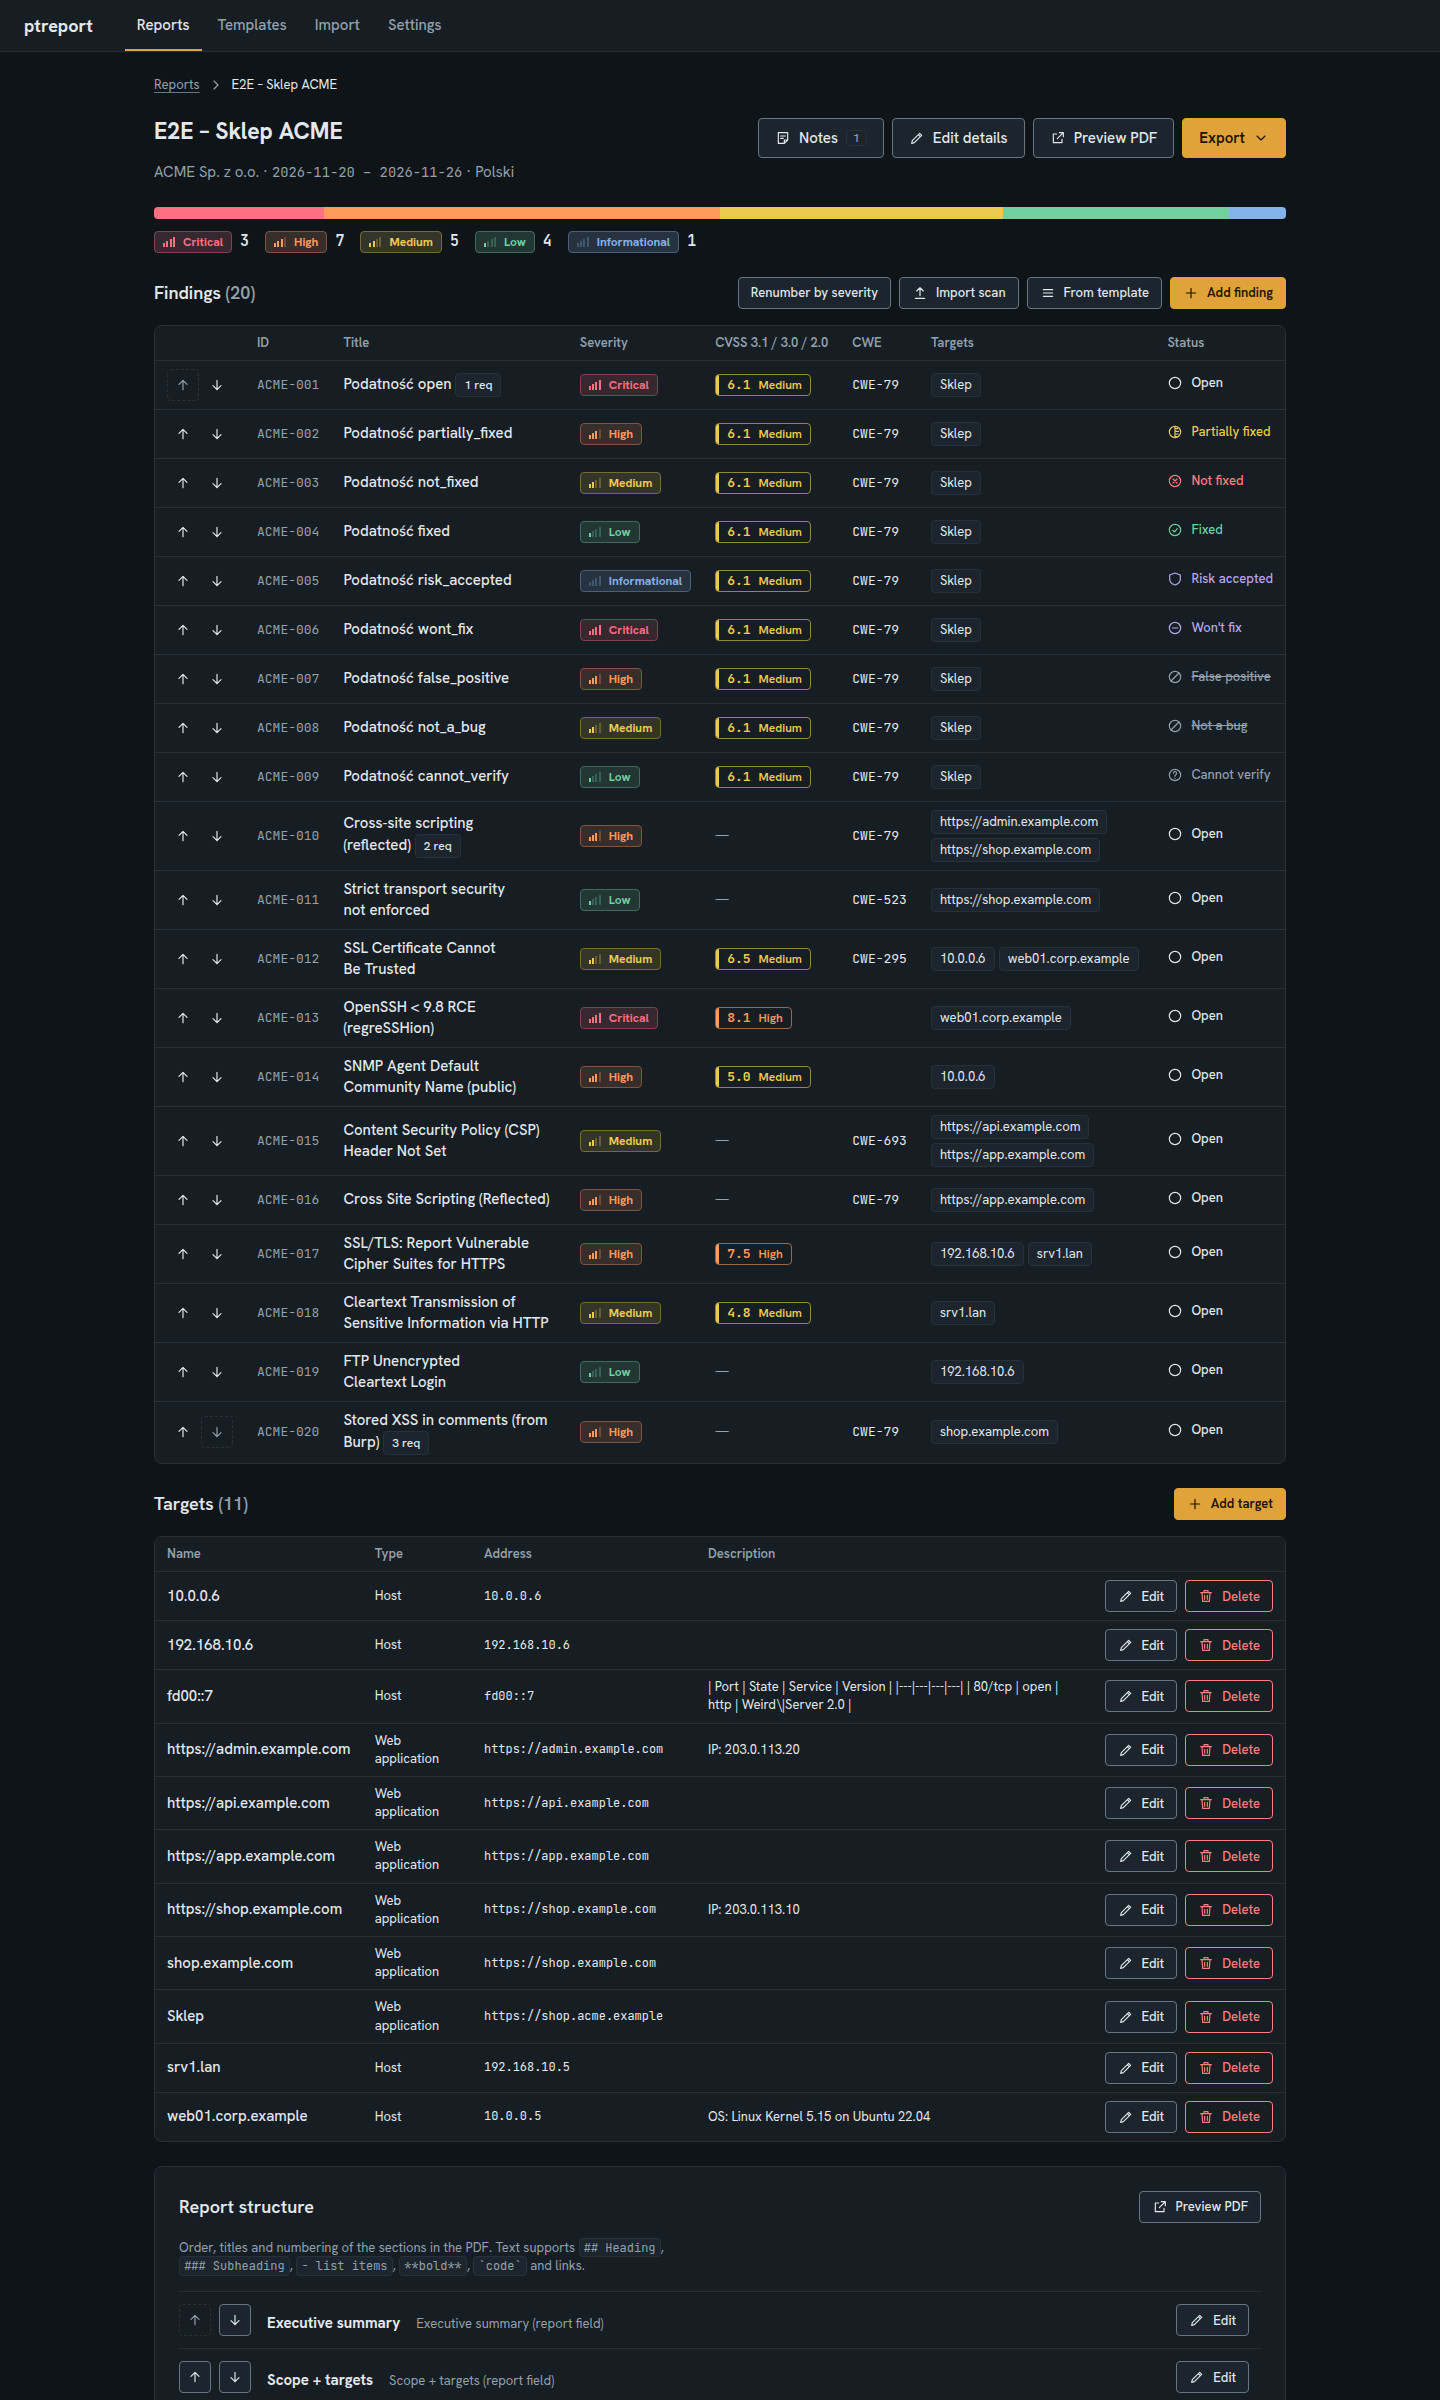 ptreport Reports Templates Import Settings
Reports > E2E – Sklep ACME
E2E – Sklep ACME
Notes 1 Edit details Preview PDF Export
ACME Sp. z o.o. · 2026-11-20 – 2026-11-26 · Polski
Critical 3 High 7 Medium 5 Low 4 Informational 1
Findings (20) Renumber by severity Import scan From template Add finding
ID Title Severity CVSS 3.1 / 3.0 / 2.0 CWE Targets Status
ACME-001 Podatność open 1 req Critical 6.1 Medium CWE-79 Sklep Open
ACME-002 Podatność partially_fixed High 6.1 Medium CWE-79 Sklep Partially fixed
ACME-003 Podatność not_fixed Medium 6.1 Medium CWE-79 Sklep Not fixed
ACME-004 Podatność fixed Low 6.1 Medium CWE-79 Sklep Fixed
ACME-005 Podatność risk_accepted Informational 6.1 Medium CWE-79 Sklep Risk accepted
ACME-006 Podatność wont_fix Critical 6.1 Medium CWE-79 Sklep Won't fix
ACME-007 Podatność false_positive High 6.1 Medium CWE-79 Sklep False positive
ACME-008 Podatność not_a_bug Medium 6.1 Medium CWE-79 Sklep Not a bug
ACME-009 Podatność cannot_verify Low 6.1 Medium CWE-79 Sklep Cannot verify
ACME-010 Cross-site scripting
(reflected) 2 req High — CWE-79 https://admin.example.com
https://shop.example.com Open
ACME-011 Strict transport security
not enforced Low — CWE-523 https://shop.example.com Open
ACME-012 SSL Certificate Cannot
Be Trusted Medium 6.5 Medium CWE-295 10.0.0.6 web01.corp.example Open
ACME-013 OpenSSH < 9.8 RCE
(regreSSHion) Critical 8.1 High web01.corp.example Open
ACME-014 SNMP Agent Default
Community Name (public) High 5.0 Medium 10.0.0.6 Open
ACME-015 Content Security Policy (CSP)
Header Not Set Medium — CWE-693 https://api.example.com
https://app.example.com Open
ACME-016 Cross Site Scripting (Reflected) High — CWE-79 https://app.example.com Open
ACME-017 SSL/TLS: Report Vulnerable
Cipher Suites for HTTPS High 7.5 High 192.168.10.6 srv1.lan Open
ACME-018 Cleartext Transmission of
Sensitive Information via HTTP Medium 4.8 Medium srv1.lan Open
ACME-019 FTP Unencrypted
Cleartext Login Low — 192.168.10.6 Open
ACME-020 Stored XSS in comments (from
Burp) 3 req High — CWE-79 shop.example.com Open
Targets (11) Add target
Name Type Address Description
10.0.0.6 Host 10.0.0.6 Edit Delete
192.168.10.6 Host 192.168.10.6 Edit Delete
fd00::7 Host fd00::7 | Port | State | Service | Version | |---|---|---|---| | 80/tcp | open |
http | Weird\|Server 2.0 | Edit Delete
https://admin.example.com Web
application https://admin.example.com IP: 203.0.113.20 Edit Delete
https://api.example.com Web
application https://api.example.com Edit Delete
https://app.example.com Web
application https://app.example.com Edit Delete
https://shop.example.com Web
application https://shop.example.com IP: 203.0.113.10 Edit Delete
shop.example.com Web
application https://shop.example.com Edit Delete
Sklep Web
application https://shop.acme.example Edit Delete
srv1.lan Host 192.168.10.5 Edit Delete
web01.corp.example Host 10.0.0.5 OS: Linux Kernel 5.15 on Ubuntu 22.04 Edit Delete
Report structure Preview PDF
Order, titles and numbering of the sections in the PDF. Text supports ## Heading,
### Subheading, - list items, **bold**, `code` and links.
Executive summary Executive summary (report field) Edit
Scope + targets Scope + targets (report field) Edit